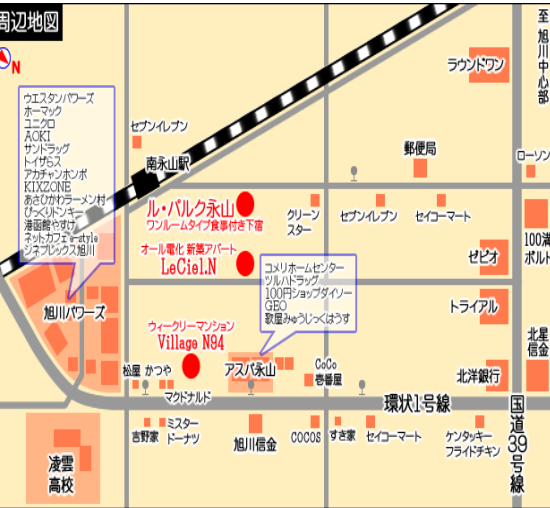 周辺地図
N
至旭川中心部
ウエスタンパワーズ
ホーマック
ユニクロ
AOKI
サンドラッグ
トイザらス
アカチャンホンポ
KIXZONE
あさひかわラーメン村
びっくりドンキー
港函館やすけ
ネットカフェe-style
シネプレックス旭川
セブンイレブン
南永山駅
ラウンドワン
郵便局
ローソン
ル・パルク永山
ワンルームタイプ食事付き下宿
クリーン
スター
セブンイレブン
セイコーマート
100満
ボルト
オール電化 新築アパート
LeCiel.N
ゼビオ
コメリホームセンター
ツルハドラッグ
100円ショップダイソー
GEO
歌屋みゅうじっくはうす
旭川パワーズ
トライアル
ウィークリーマンション
Village N94
北星信金
松屋 かつや
アスパ永山
CoCo
壱番屋
北洋銀行
マクドナルド
環状1号線
国道39号線
吉野家
ミスター
ドーナツ
旭川信金
COCOS
すき家
セイコーマート
ケンタッキー
フライドチキン
凌雲
高校